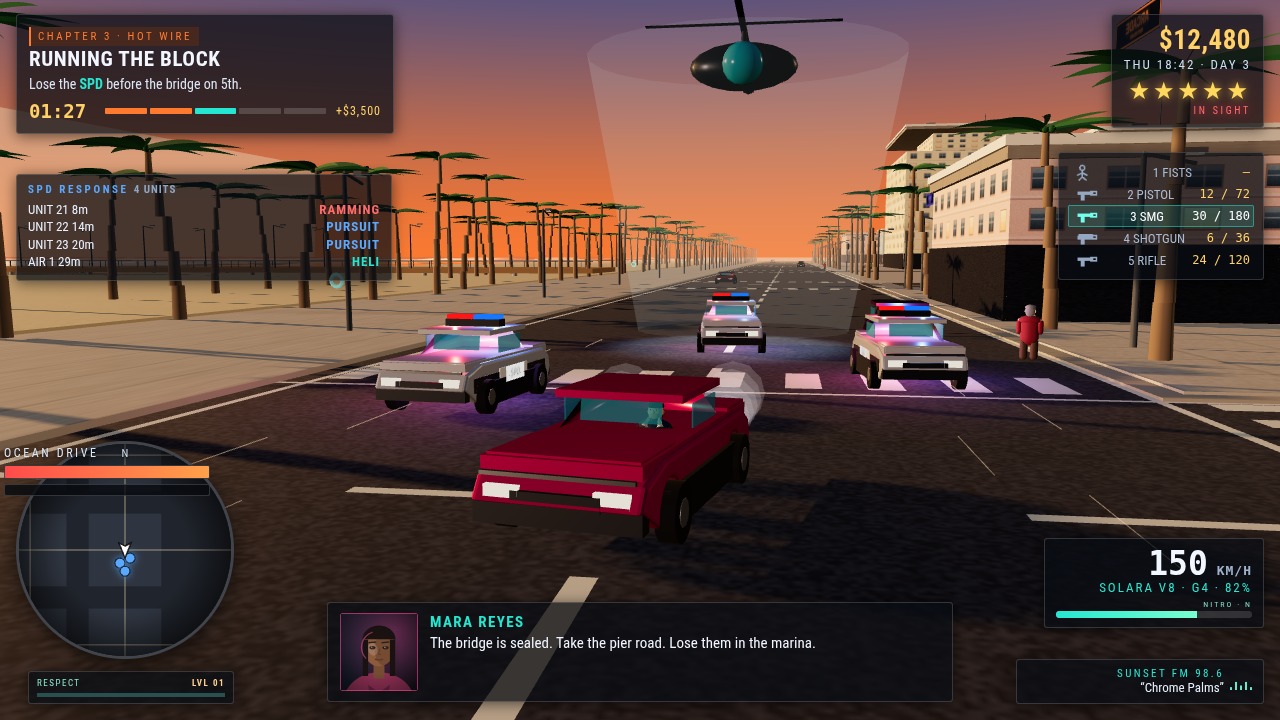 CHAPTER 3 · HOT WIRE
RUNNING THE BLOCK
Lose the SPD before the bridge on 5th.
01:27
+$3,500
SPD RESPONSE 4 UNITS
UNIT 21 8m RAMMING
UNIT 22 14m PURSUIT
UNIT 23 20m PURSUIT
AIR 1 29m HELI
$12,480
THU 18:42 · DAY 3
★★★★★
IN SIGHT
1 FISTS –
2 PISTOL 12 / 72
3 SMG 30 / 180
4 SHOTGUN 6 / 36
5 RIFLE 24 / 120
SPD
OCEAN DRIVE
N
RESPECT LVL 01
MARA REYES
The bridge is sealed. Take the pier road. Lose them in the marina.
150 KM/H
SOLARA V8 · G4 · 82%
NITRO · N
SUNSET FM 98.6
“Chrome Palms”